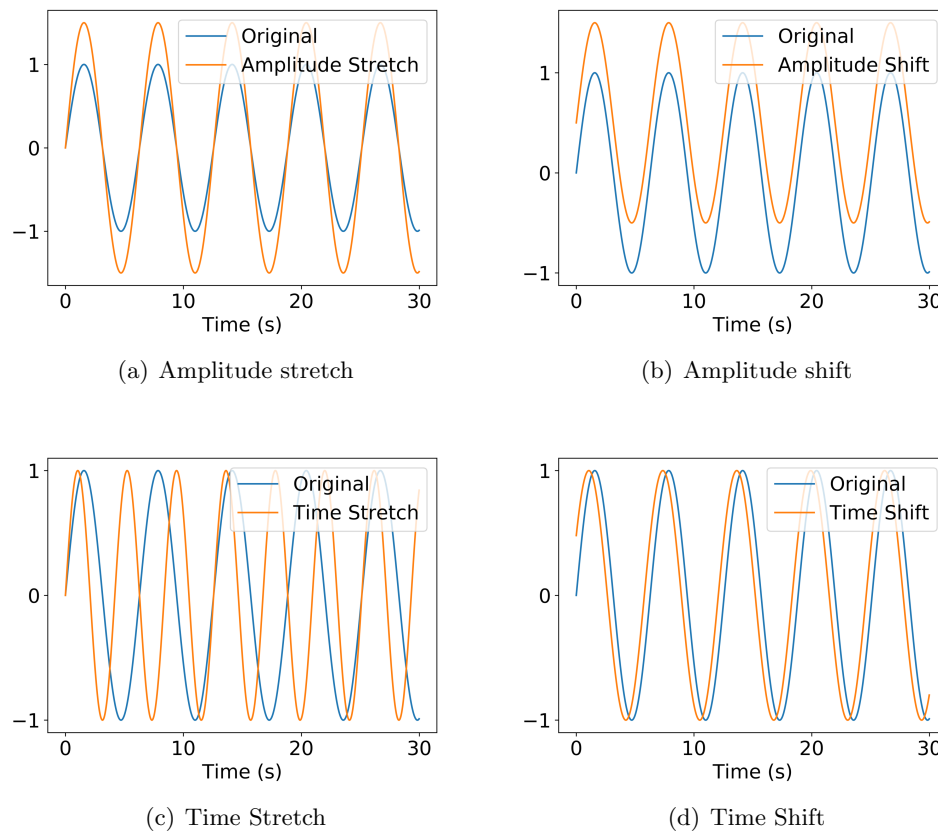 Original
Amplitude Stretch
1
0
−1
0 10 20 30
Time (s)
(a) Amplitude stretch
Original
Amplitude Shift
1
0
−1
0 10 20 30
Time (s)
(b) Amplitude shift
Original
Time Stretch
1
0
−1
0 10 20 30
Time (s)
(c) Time Stretch
Original
Time Shift
1
0
−1
0 10 20 30
Time (s)
(d) Time Shift